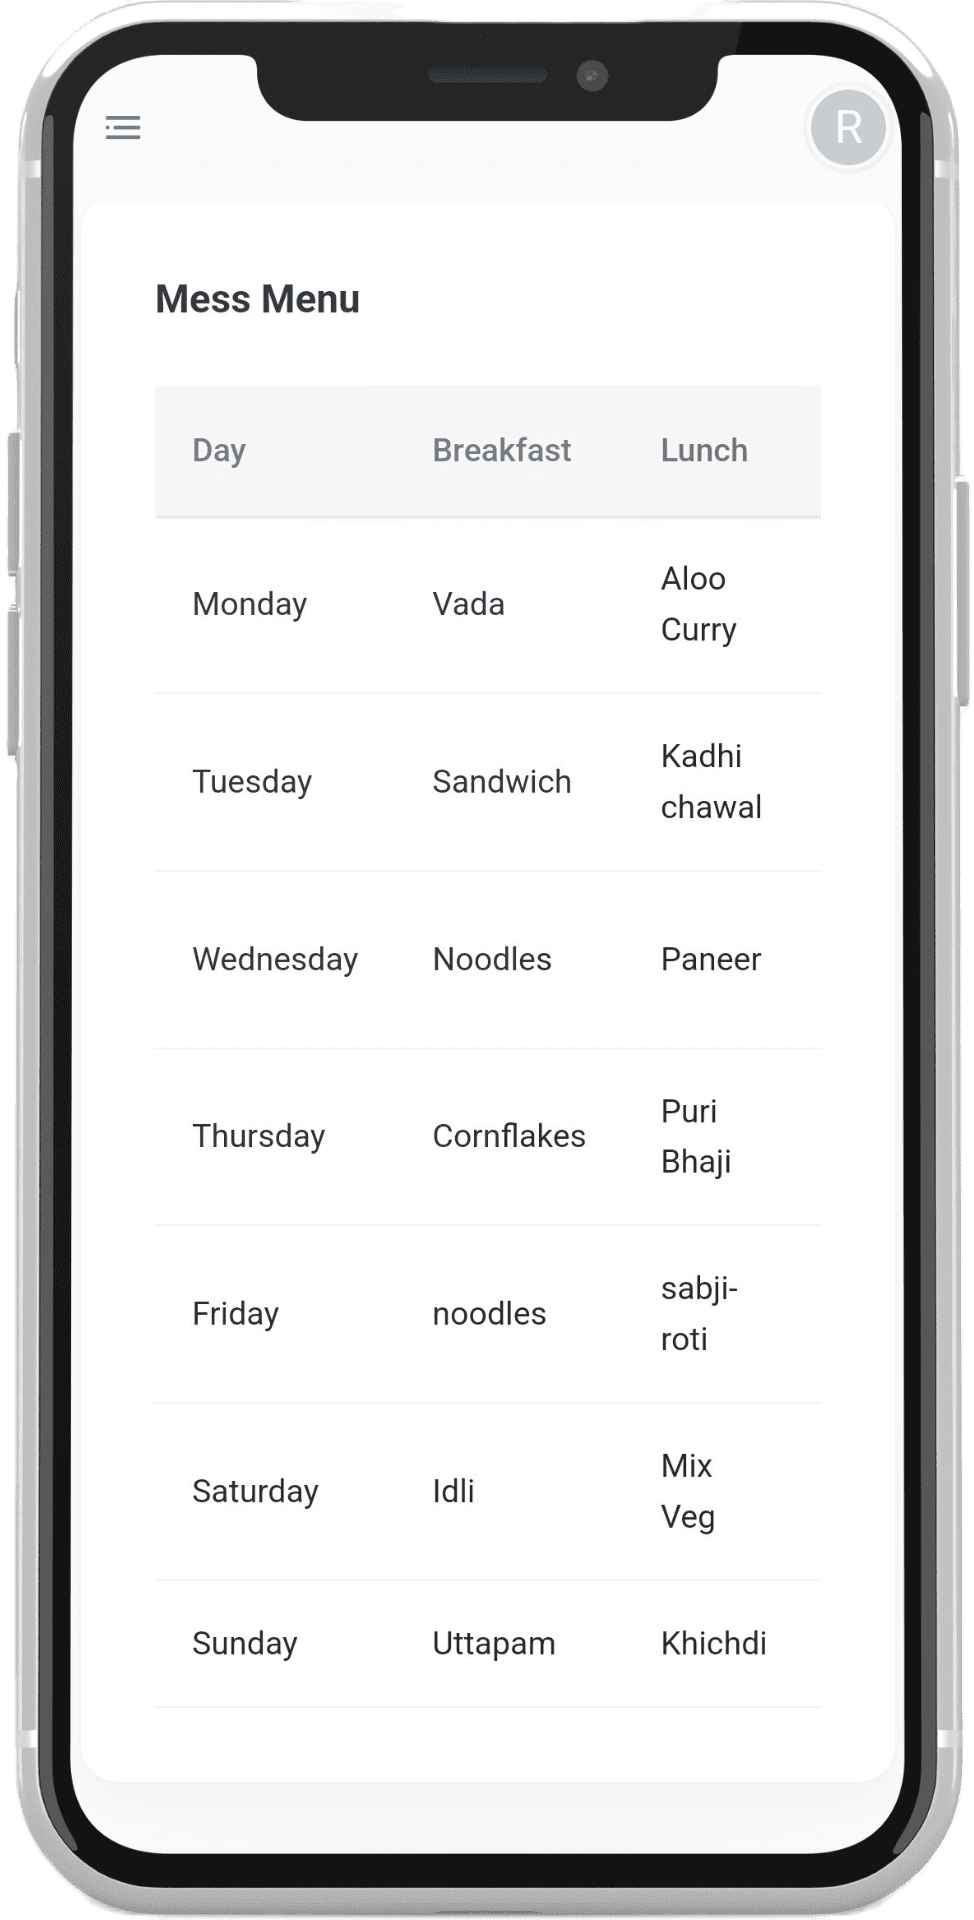 R
Mess Menu
Day Breakfast Lunch
Monday Vada Aloo
Curry
Tuesday Sandwich Kadhi
chawal
Wednesday Noodles Paneer
Thursday Cornflakes Puri
Bhaji
Friday noodles sabji-
roti
Saturday Idli Mix
Veg
Sunday Uttapam Khichdi